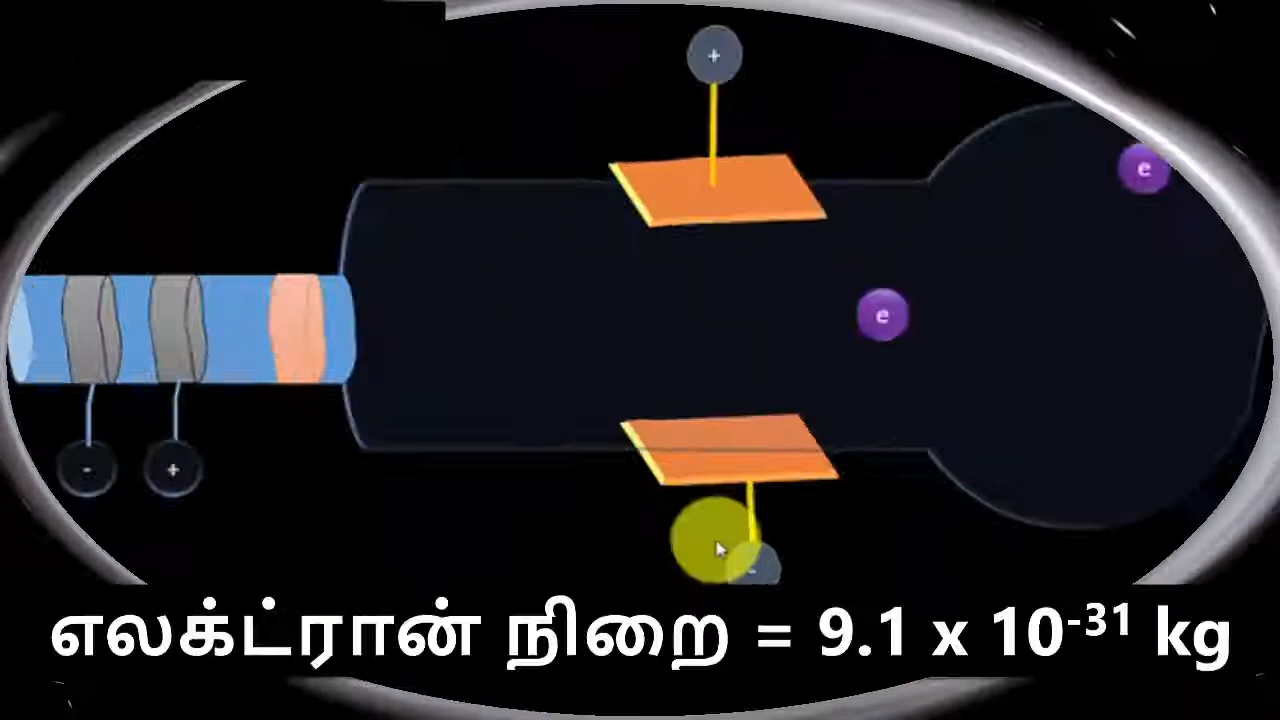 +
e
e
- +
-
எலக்ட்ரான் நிறை = 9.1 x 10⁻³¹ kg